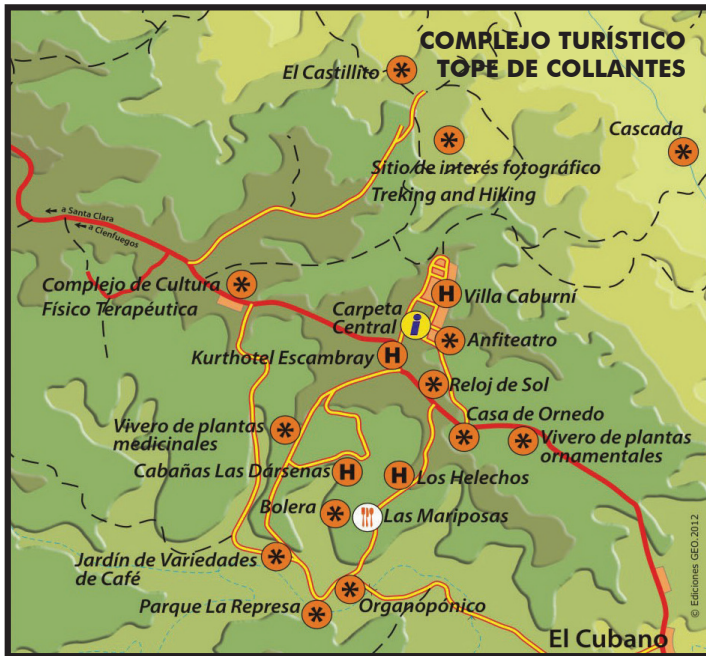 COMPLEJO TURÍSTICO
TOPE DE COLLANTES
El Castillito
Cascada
Sitio de interés fotográfico
Treking and Hiking
a Santa Clara
a Cienfuegos
Complejo de Cultura
Físico Terapéutica
Carpeta
Central
i
H
Villa Caburní
Kurthotel Escambray
H
Anfiteatro
Reloj de Sol
Casa de Ornedo
Vivero de plantas
medicinales
Vivero de plantas
ornamentales
Cabañas Las Dársenas
H
H
Los Helechos
Bolera
Las Mariposas
Jardín de Variedades
de Café
Parque La Represa
Organopónico
El Cubano
© Ediciones GEO.2012